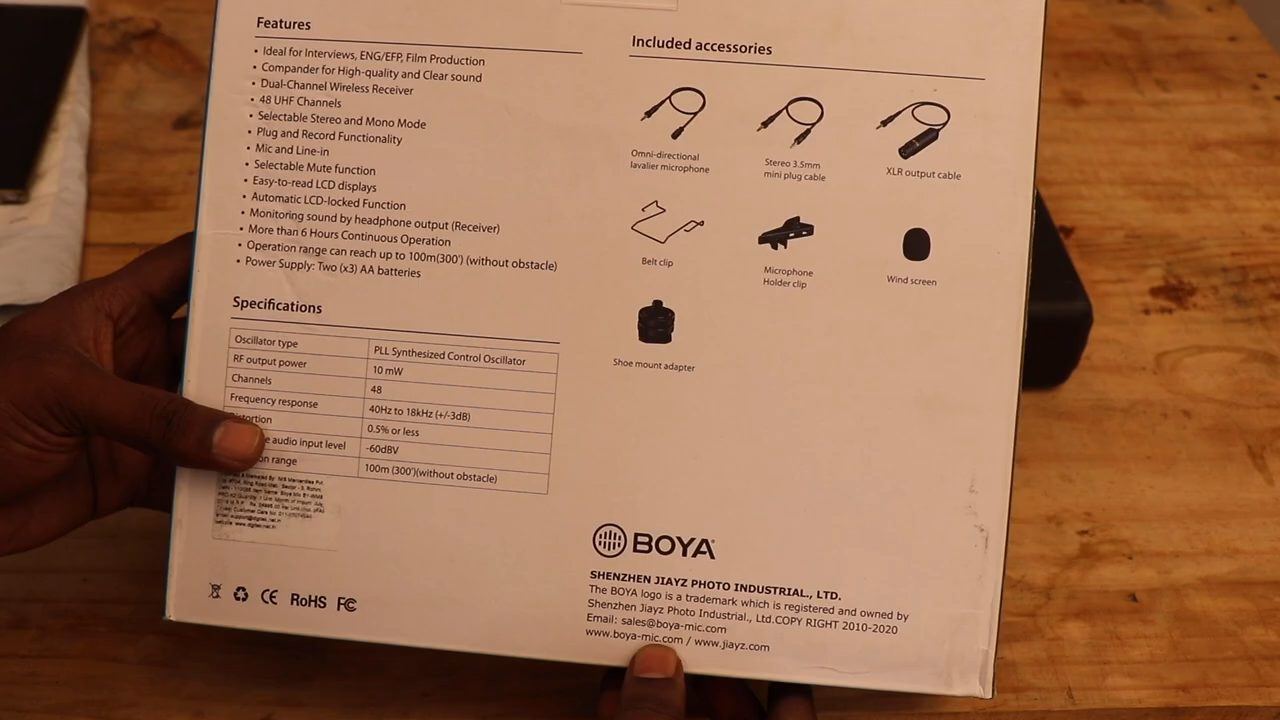 Features
• Ideal for Interviews, ENG/EFP, Film Production
• Compander for High-quality and Clear sound
• Dual-Channel Wireless Receiver
• 48 UHF Channels
• Selectable Stereo and Mono Mode
• Plug and Record Functionality
• Mic and Line-in
• Selectable Mute function
• Easy-to-read LCD displays
• Automatic LCD-locked Function
• Monitoring sound by headphone output (Receiver)
• More than 6 Hours Continuous Operation
• Operation range can reach up to 100m(300') (without obstacle)
• Power Supply: Two (x3) AA batteries
Specifications
Oscillator type PLL Synthesized Control Oscillator
RF output power 10 mW
Channels 48
Frequency response 40Hz to 18kHz (+/-3dB)
0.5% or less
audio input level -60dBV
range 100m (300')(without obstacle)
website: www.digitek.net.in
RoHS
Included accessories
Omni-directional
lavalier microphone
Stereo 3.5mm
mini plug cable
XLR output cable
Belt clip
Microphone
Holder clip
Wind screen
Shoe mount adapter
BOYA
SHENZHEN JIAYZ PHOTO INDUSTRIAL., LTD.
The BOYA logo is a trademark which is registered and owned by
Shenzhen Jiayz Photo Industrial., Ltd.COPY RIGHT 2010-2020
Email: sales@boya-mic.com
www.boya-mic.com / www.jiayz.com